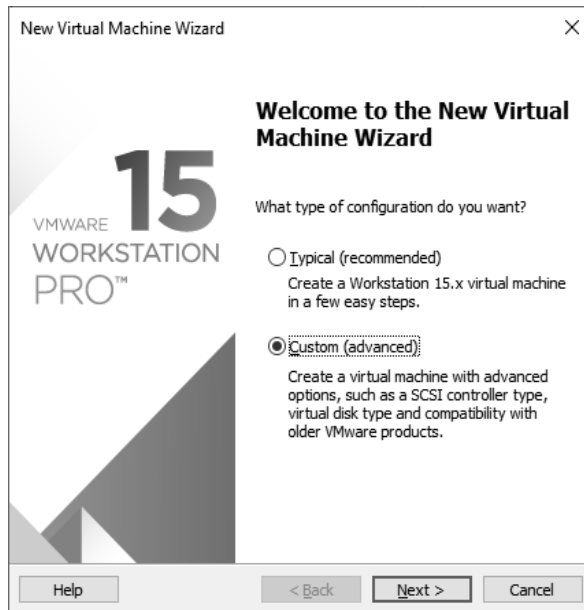 New Virtual Machine Wizard
VMWARE 15
WORKSTATION
PRO™
Welcome to the New Virtual
Machine Wizard
What type of configuration do you want?
Typical (recommended)
Create a Workstation 15.x virtual machine
in a few easy steps.
Custom (advanced)
Create a virtual machine with advanced
options, such as a SCSI controller type,
virtual disk type and compatibility with
older VMware products.
Help
< Back
Next >
Cancel